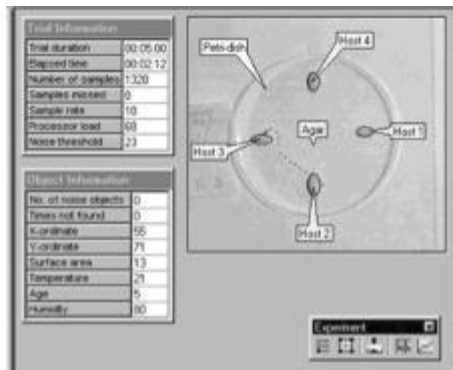 Trial Information
Trial duration 00:05:00
Elapsed time 00:02:12
Number of samples 1320
Samples missed 0
Sample rate 10
Processor load 68
Noise threshold 23
Object Information
No. of noise objects 0
Times not found 0
X-ordinate 55
Y-ordinate 71
Surface area 13
Temperature 21
Age 5
Humidity 80
Petri-dish
Host 4
Agar
Host 1
Host 3
Host 2
Experiment